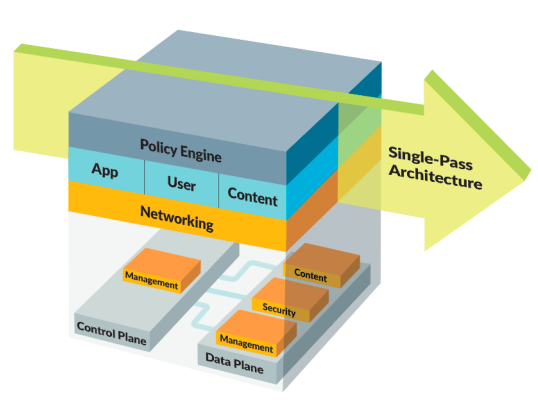 Policy Engine
App
User
Content
Networking
Single-Pass
Architecture
Management
Control Plane
Content
Security
Management
Data Plane